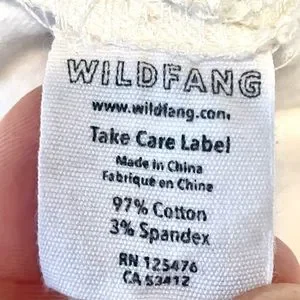 WILDFANG
www.wildfang.com
Take Care Label
Made in China
Fabriqué en Chine
97% Cotton
3% Spandex
RN 125476
CA 53412